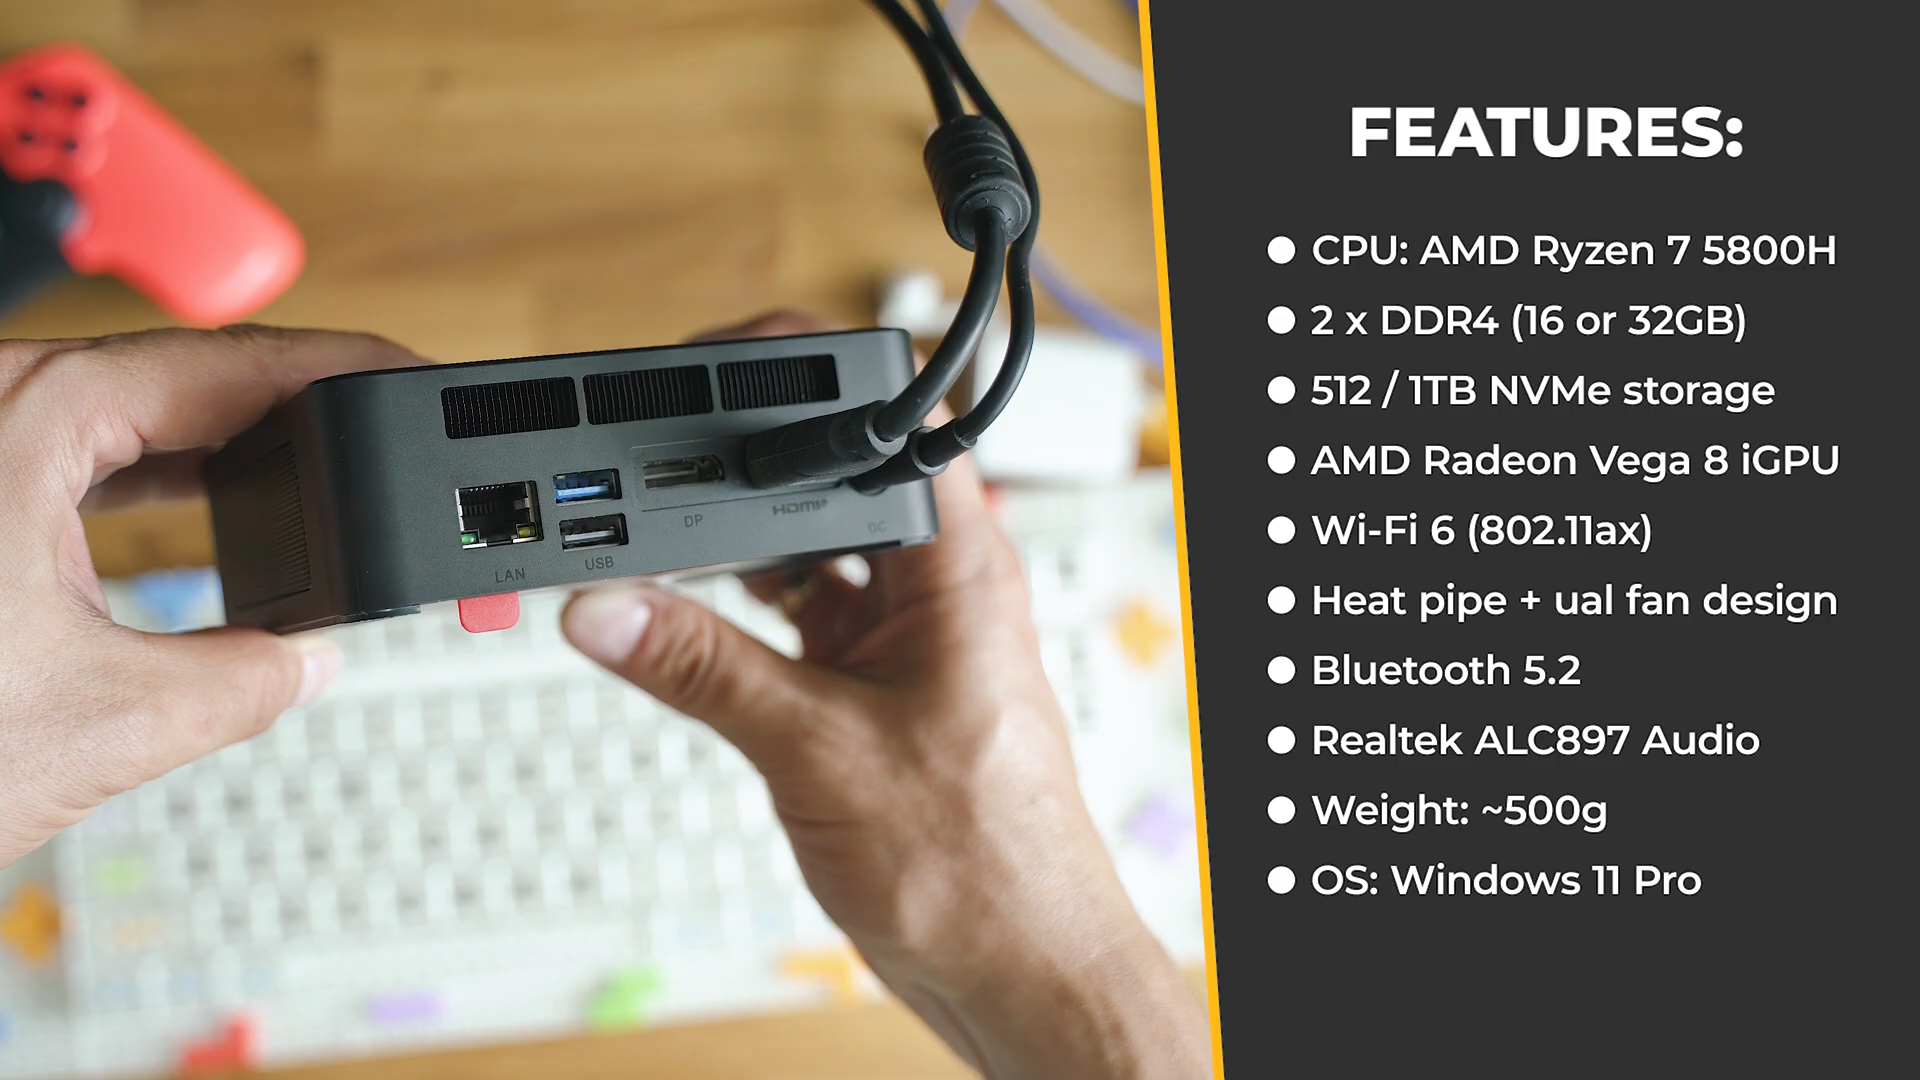 FEATURES:
CPU: AMD Ryzen 7 5800H
2 x DDR4 (16 or 32GB)
512 / 1TB NVMe storage
AMD Radeon Vega 8 iGPU
Wi-Fi 6 (802.11ax)
Heat pipe + ual fan design
Bluetooth 5.2
Realtek ALC897 Audio
Weight: ~500g
OS: Windows 11 Pro
LAN
USB
DP
HDMI
DC